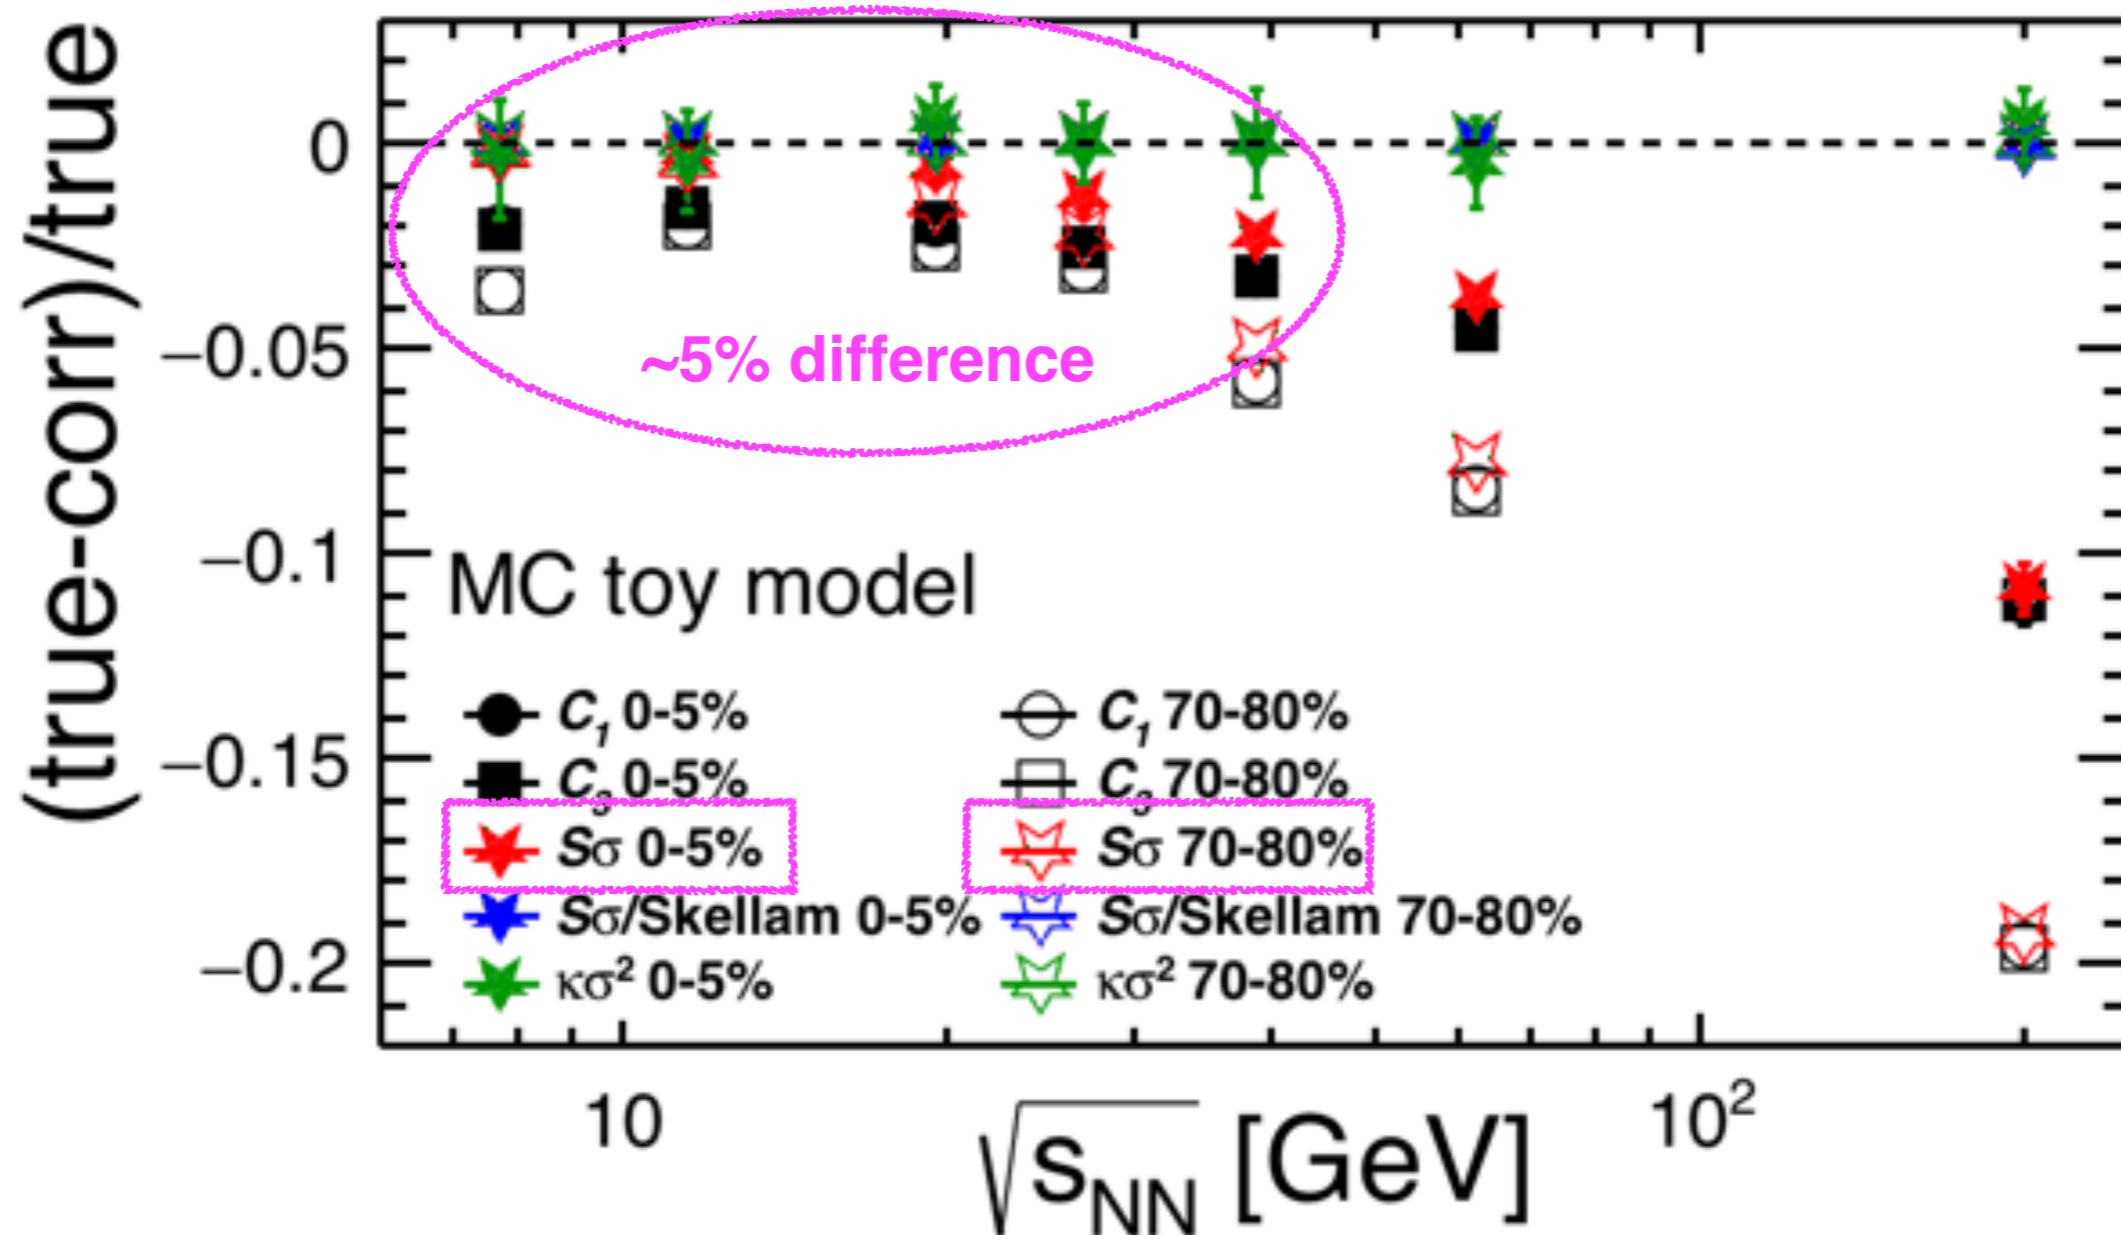 (true-corr)/true
0
−0.05
−0.1
−0.15
−0.2
~5% difference
MC toy model
C₁ 0-5%
C₁ 70-80%
C₃ 0-5%
C₃ 70-80%
Sσ 0-5%
Sσ 70-80%
Sσ/Skellam 0-5%
Sσ/Skellam 70-80%
κσ² 0-5%
κσ² 70-80%
10
10²
√sNN [GeV]